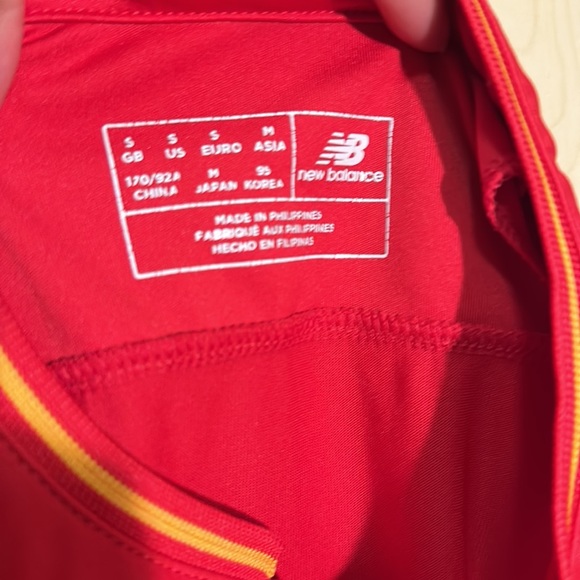 S S S M
GB US EURO ASIA
170/92A M 95
CHINA JAPAN KOREA
NB
new balance
MADE IN PHILIPPINES
FABRIQUÉ AUX PHILIPPINES
HECHO EN FILIPINAS